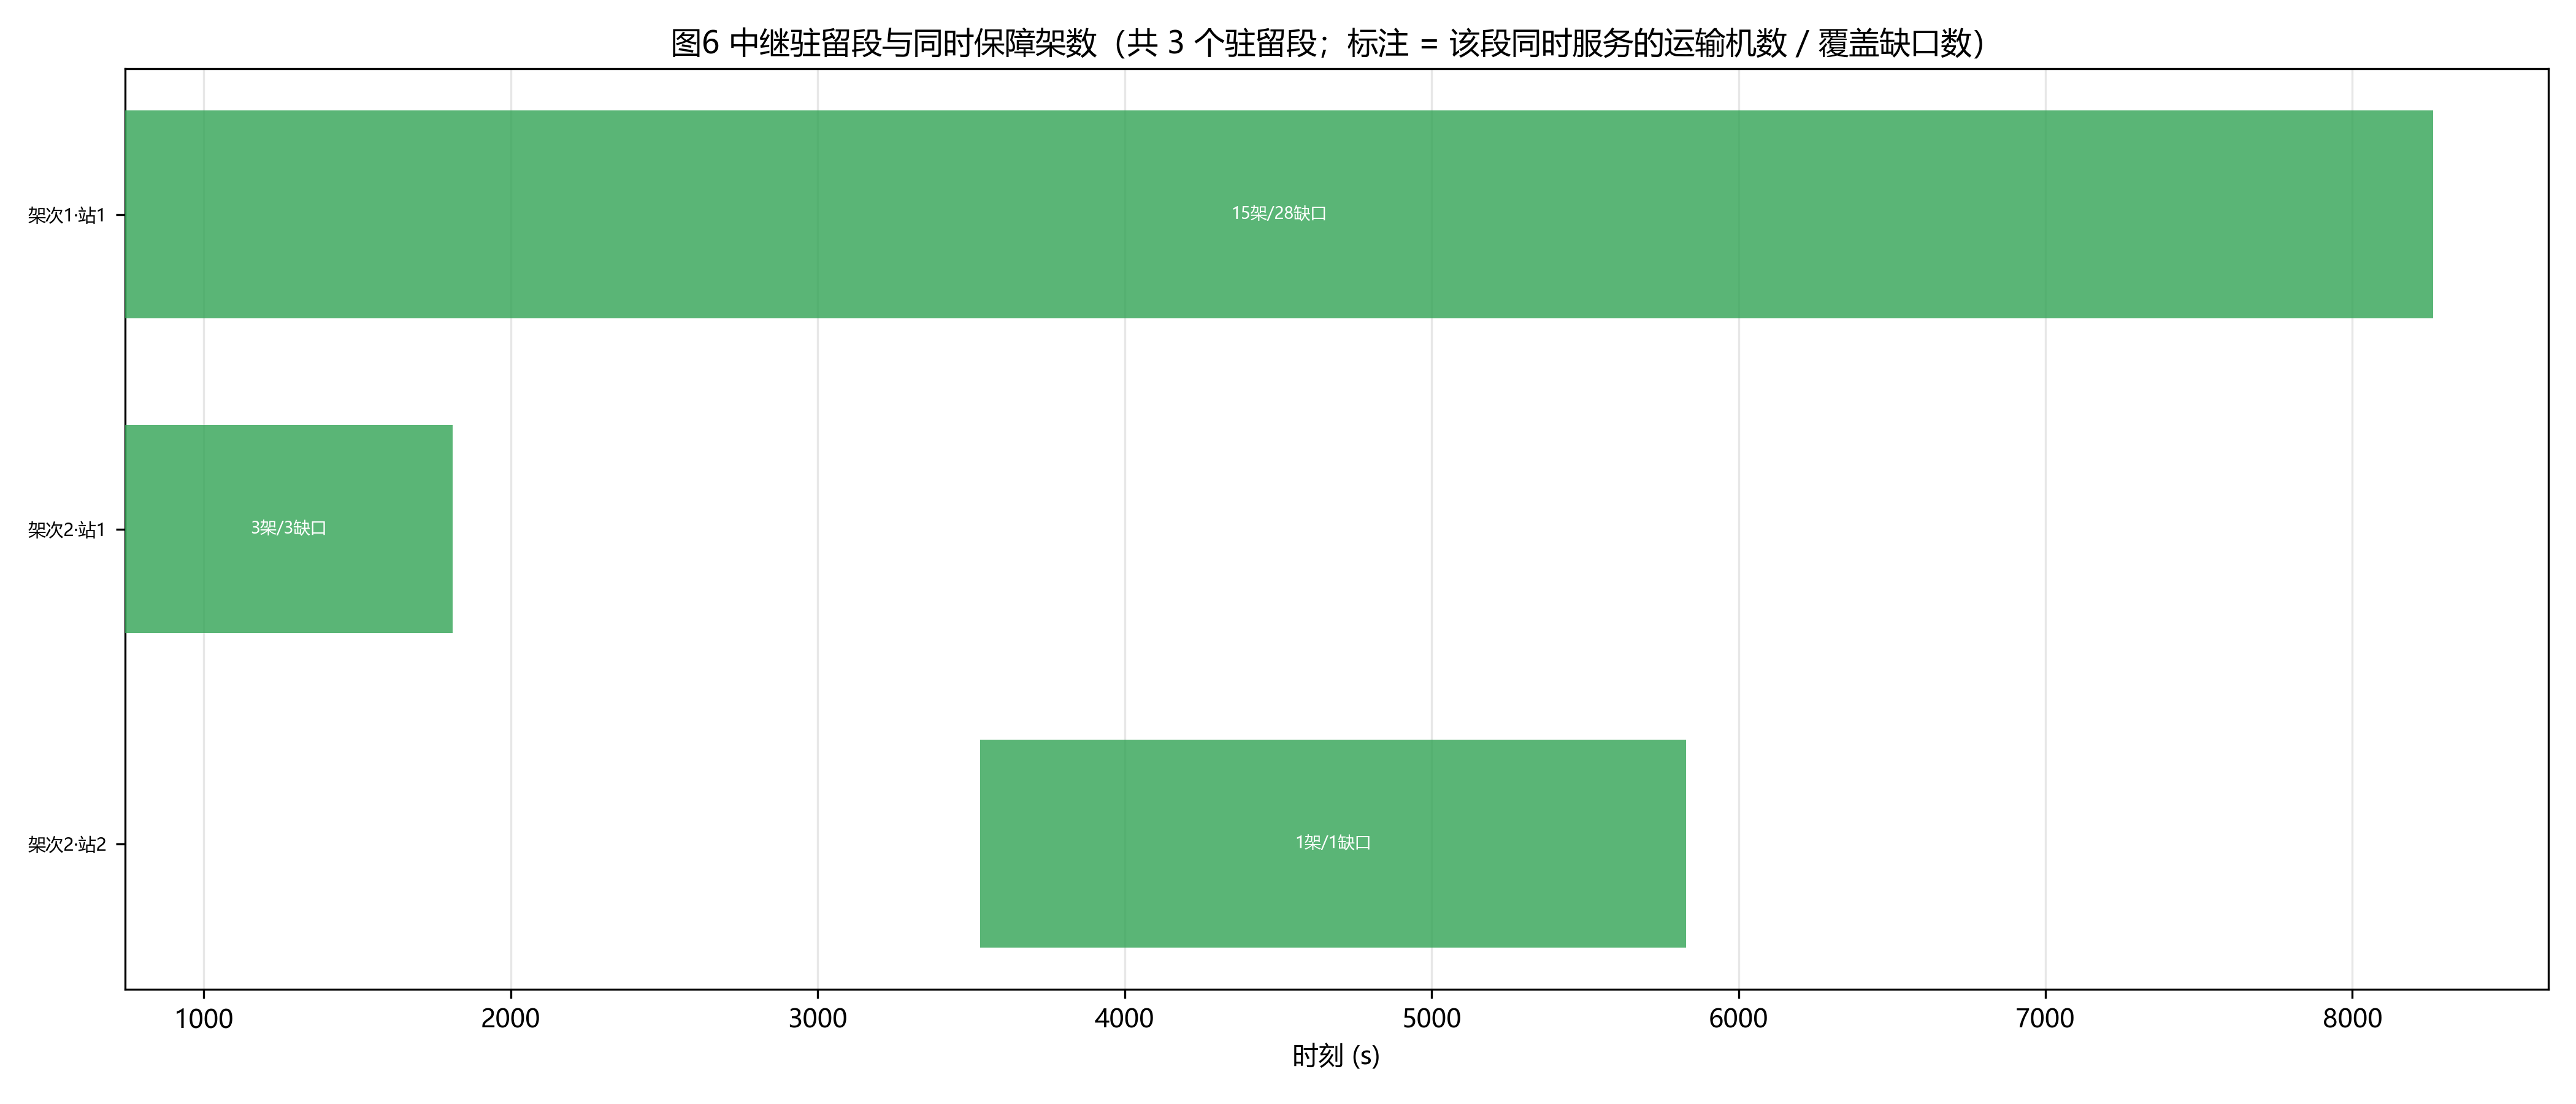 图6 中继驻留段与同时保障架数（共 3 个驻留段；标注 = 该段同时服务的运输机数 / 覆盖缺口数）
架次1·站1
15架/28缺口
架次2·站1
3架/3缺口
架次2·站2
1架/1缺口
1000 2000 3000 4000 5000 6000 7000 8000
时刻 (s)